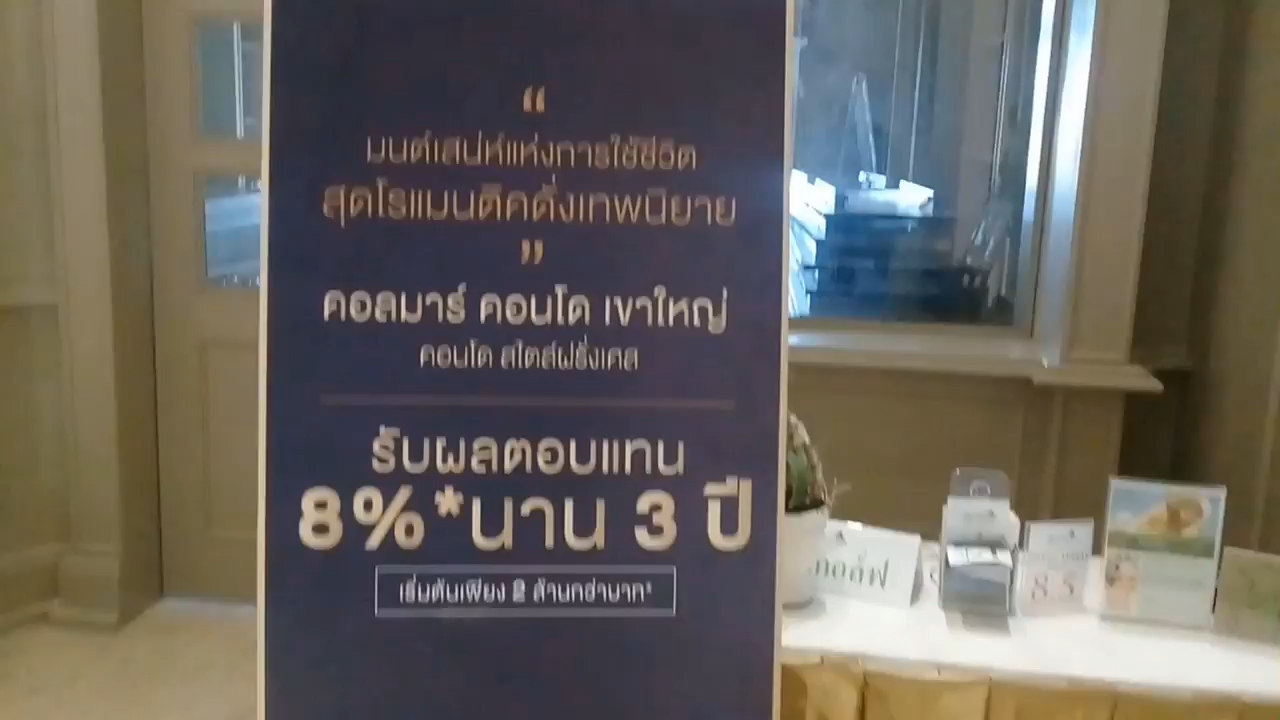 “
มนต์เสน่ห์แห่งการใช้ชีวิต
สุดโรแมนติคดั่งเทพนิยาย
”
คอลมาร์ คอนโด เขาใหญ่
คอนโด สไตล์ฝรั่งเศส
รับผลตอบแทน
8%*นาน 3 ปี
เริ่มต้นเพียง 2 ล้านกว่าบาท*